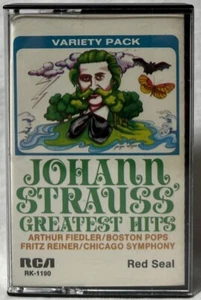 VARIETY PACK
JOHANN
STRAUSS'
GREATEST HITS
ARTHUR FIEDLER/BOSTON POPS
FRITZ REINER/CHICAGO SYMPHONY
RCA Red Seal
RK-1190